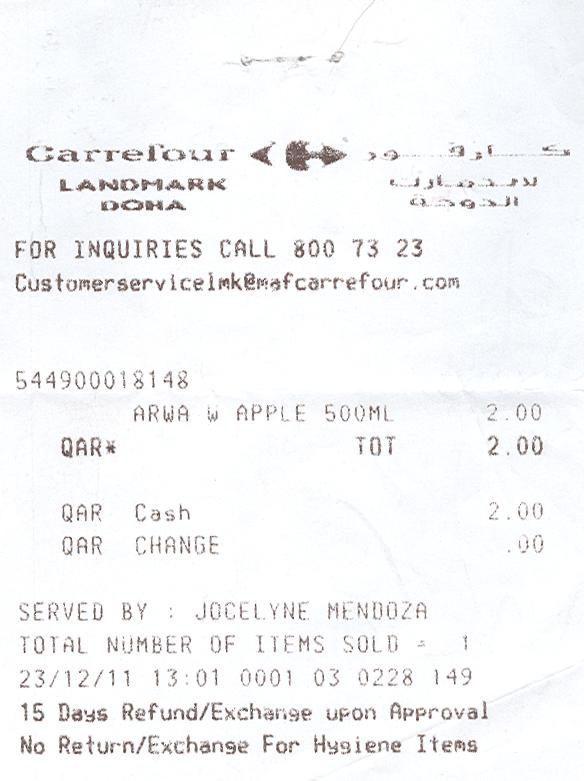 Carrefour كارفور
LANDMARK لاندمارك
DOHA الدوحة
FOR INQUIRIES CALL 800 73 23
Customerservicelmk@mafcarrefour.com
544900018148
ARWA W APPLE 500ML 2.00
QAR* TOT 2.00
QAR Cash 2.00
QAR CHANGE .00
SERVED BY : JOCELYNE MENDOZA
TOTAL NUMBER OF ITEMS SOLD = 1
23/12/11 13:01 0001 03 0228 149
15 Days Refund/Exchange upon Approval
No Return/Exchange For Hygiene Items